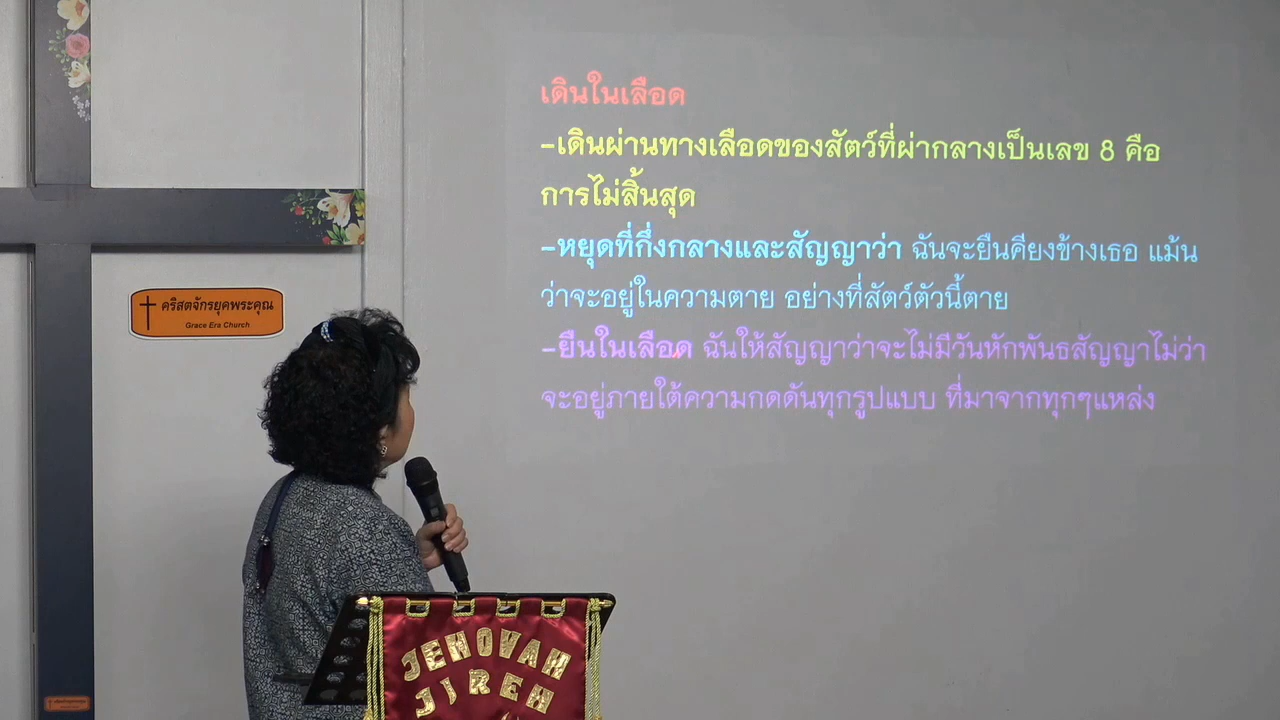 เดินในเลือด
-เดินผ่านทางเลือดของสัตว์ที่ผ่ากลางเป็นเลข 8 คือ
การไม่สิ้นสุด
-หยุดที่กึ่งกลางและสัญญาว่า ฉันจะยืนคียงข้างเธอ แม้น
ว่าจะอยู่ในความตาย อย่างที่สัตว์ตัวนี้ตาย
-ยืนในเลือด ฉันให้สัญญาว่าจะไม่มีวันหักพันธสัญญาไม่ว่า
จะอยู่ภายใต้ความกดดันทุกรูปแบบ ที่มาจากทุกๆแหล่ง
คริสตจักรยุคพระคุณ
Grace Era Church
JEHOVAH
JIREH